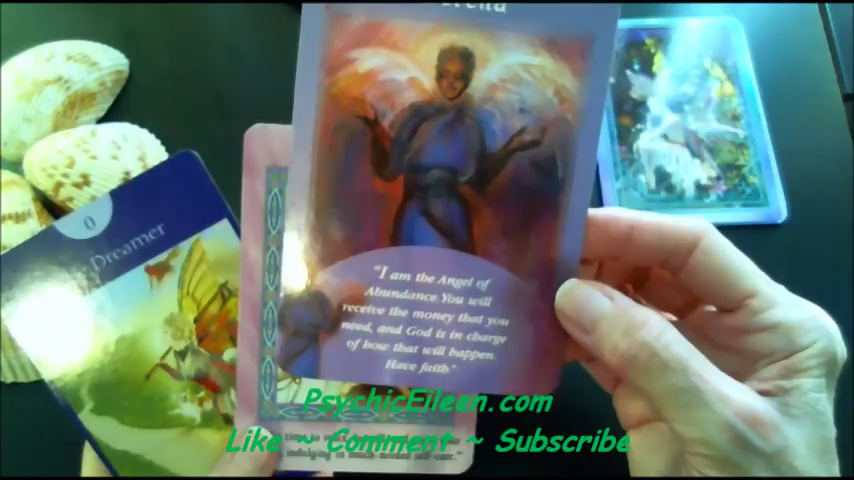 0
Dreamer
"I am the Angel of
Abundance. You will
receive the money that you
need, and God is in charge
of how that will happen.
Have faith"
PsychicEileen.com
Like ~ Comment ~ Subscribe